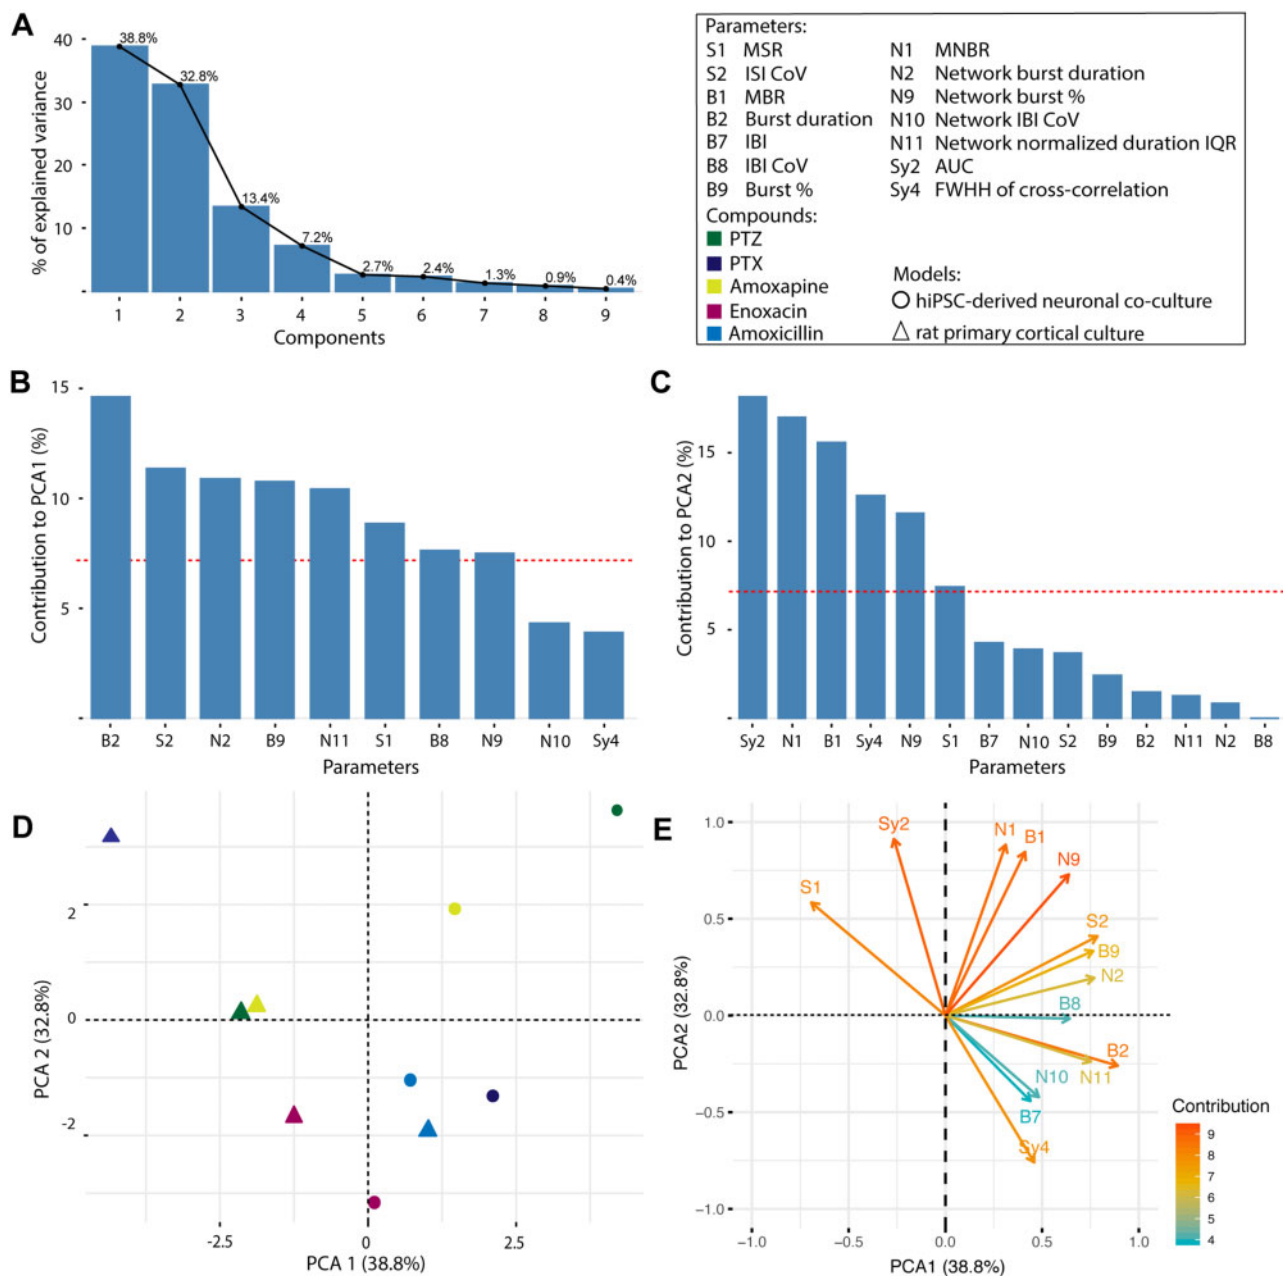 A
% of explained variance
40
30
20
10
38.8%
32.8%
13.4%
7.2%
2.7%
2.4%
1.3%
0.9%
0.4%
1 2 3 4 5 6 7 8 9
Components
Parameters:
S1 MSR
S2 ISI CoV
B1 MBR
B2 Burst duration
B7 IBI
B8 IBI CoV
B9 Burst %
N1 MNBR
N2 Network burst duration
N9 Network burst %
N10 Network IBI CoV
N11 Network normalized duration IQR
Sy2 AUC
Sy4 FWHH of cross-correlation
Compounds:
PTZ
PTX
Amoxapine
Enoxacin
Amoxicillin
Models:
hiPSC-derived neuronal co-culture
rat primary cortical culture
B
Contribution to PCA1 (%)
15
10
5
B2 S2 N2 B9 N11 S1 B8 N9 N10 Sy4
Parameters
C
Contribution to PCA2 (%)
15
10
5
Sy2 N1 B1 Sy4 N9 S1 B7 N10 S2 B9 B2 N11 N2 B8
Parameters
D
PCA 2 (32.8%)
2
0
-2
-2.5 0 2.5
PCA 1 (38.8%)
E
PCA2 (32.8%)
1.0
0.5
0.0
−0.5
−1.0
Sy2
N1
B1
N9
S1
S2
B9
N2
B8
B2
N11
N10
B7
Sy4
−1.0 −0.5 0.0 0.5 1.0
PCA1 (38.8%)
Contribution
9
8
7
6
5
4